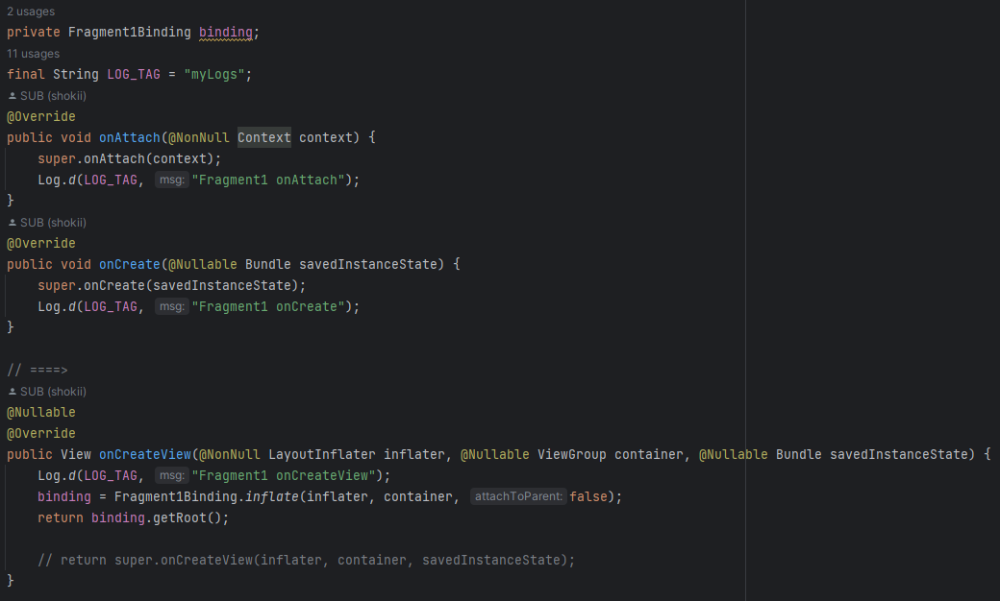 2 usages
private Fragment1Binding binding;
11 usages
final String LOG_TAG = "myLogs";
SUB (shokii)
@Override
public void onAttach(@NonNull Context context) {
super.onAttach(context);
Log.d(LOG_TAG, msg: "Fragment1 onAttach");
}
SUB (shokii)
@Override
public void onCreate(@Nullable Bundle savedInstanceState) {
super.onCreate(savedInstanceState);
Log.d(LOG_TAG, msg: "Fragment1 onCreate");
}
// ====>
SUB (shokii)
@Nullable
@Override
public View onCreateView(@NonNull LayoutInflater inflater, @Nullable ViewGroup container, @Nullable Bundle savedInstanceState) {
Log.d(LOG_TAG, msg: "Fragment1 onCreateView");
binding = Fragment1Binding.inflate(inflater, container, attachToParent: false);
return binding.getRoot();
// return super.onCreateView(inflater, container, savedInstanceState);
}